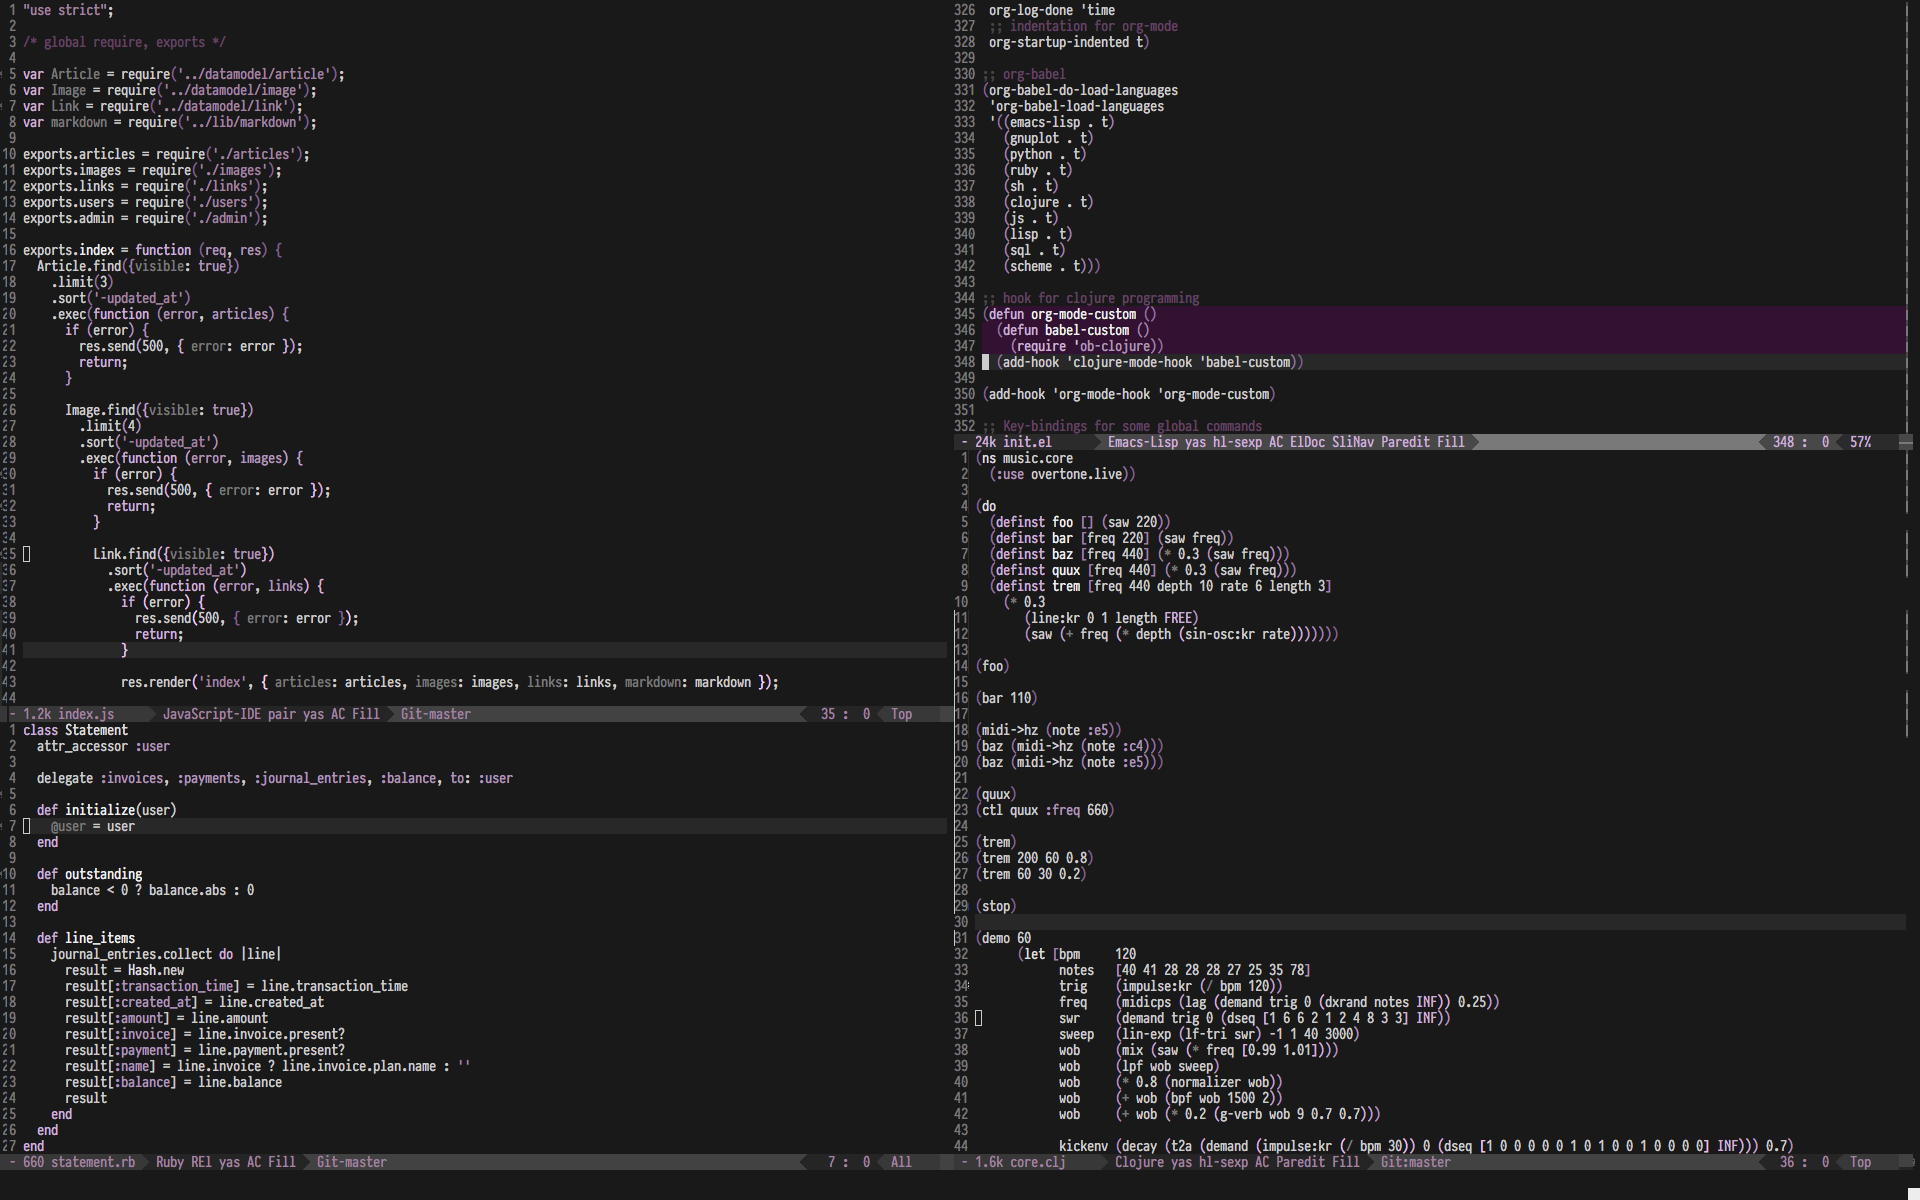 1 "use strict";
2
3 /* global require, exports */
4
5 var Article = require('../datamodel/article');
6 var Image = require('../datamodel/image');
7 var Link = require('../datamodel/link');
8 var markdown = require('../lib/markdown');
9
10 exports.articles = require('./articles');
11 exports.images = require('./images');
12 exports.links = require('./links');
13 exports.users = require('./users');
14 exports.admin = require('./admin');
15
16 exports.index = function (req, res) {
17   Article.find({visible: true})
18     .limit(3)
19     .sort('-updated_at')
20     .exec(function (error, articles) {
21       if (error) {
22         res.send(500, { error: error });
23         return;
24       }
25
26       Image.find({visible: true})
27         .limit(4)
28         .sort('-updated_at')
29         .exec(function (error, images) {
30           if (error) {
31             res.send(500, { error: error });
32             return;
33           }
34
35           Link.find({visible: true})
36             .sort('-updated_at')
37             .exec(function (error, links) {
38               if (error) {
39                 res.send(500, { error: error });
40                 return;
41               }
42
43               res.render('index', { articles: articles, images: images, links: links, markdown: markdown });
44
- 1.2k index.js JavaScript-IDE pair yas AC Fill Git-master 35 : 0 Top
1 class Statement
2   attr_accessor :user
3
4   delegate :invoices, :payments, :journal_entries, :balance, to: :user
5
6   def initialize(user)
7     @user = user
8   end
9
10   def outstanding
11     balance < 0 ? balance.abs : 0
12   end
13
14   def line_items
15     journal_entries.collect do |line|
16       result = Hash.new
17       result[:transaction_time] = line.transaction_time
18       result[:created_at] = line.created_at
19       result[:amount] = line.amount
20       result[:invoice] = line.invoice.present?
21       result[:payment] = line.payment.present?
22       result[:name] = line.invoice ? line.invoice.plan.name : ''
23       result[:balance] = line.balance
24       result
25     end
26   end
27 end
- 660 statement.rb Ruby REl yas AC Fill Git-master 7 : 0 All
326  org-log-done 'time
327  ;; indentation for org-mode
328  org-startup-indented t)
329
330 ;; org-babel
331 (org-babel-do-load-languages
332  'org-babel-load-languages
333  '((emacs-lisp . t)
334    (gnuplot . t)
335    (python . t)
336    (ruby . t)
337    (sh . t)
338    (clojure . t)
339    (js . t)
340    (lisp . t)
341    (sql . t)
342    (scheme . t)))
343
344 ;; hook for clojure programming
345 (defun org-mode-custom ()
346   (defun babel-custom ()
347     (require 'ob-clojure))
348   (add-hook 'clojure-mode-hook 'babel-custom))
349
350 (add-hook 'org-mode-hook 'org-mode-custom)
351
352 ;; Key-bindings for some global commands
- 24k init.el Emacs-Lisp yas hl-sexp AC ElDoc SliNav Paredit Fill 348 : 0 57%
1 (ns music.core
2   (:use overtone.live))
3
4 (do
5   (definst foo [] (saw 220))
6   (definst bar [freq 220] (saw freq))
7   (definst baz [freq 440] (* 0.3 (saw freq)))
8   (definst quux [freq 440] (* 0.3 (saw freq)))
9   (definst trem [freq 440 depth 10 rate 6 length 3]
10     (* 0.3
11        (line:kr 0 1 length FREE)
12        (saw (+ freq (* depth (sin-osc:kr rate)))))))
13
14 (foo)
15
16 (bar 110)
17
18 (midi->hz (note :e5))
19 (baz (midi->hz (note :c4)))
20 (baz (midi->hz (note :e5)))
21
22 (quux)
23 (ctl quux :freq 660)
24
25 (trem)
26 (trem 200 60 0.8)
27 (trem 60 30 0.2)
28
29 (stop)
30
31 (demo 60
32       (let [bpm     120
33             notes   [40 41 28 28 28 27 25 35 78]
34             trig    (impulse:kr (/ bpm 120))
35             freq    (midicps (lag (demand trig 0 (dxrand notes INF)) 0.25))
36             swr     (demand trig 0 (dseq [1 6 6 2 1 2 4 8 3 3] INF))
37             sweep   (lin-exp (lf-tri swr) -1 1 40 3000)
38             wob     (mix (saw (* freq [0.99 1.01])))
39             wob     (lpf wob sweep)
40             wob     (* 0.8 (normalizer wob))
41             wob     (+ wob (bpf wob 1500 2))
42             wob     (+ wob (* 0.2 (g-verb wob 9 0.7 0.7)))
43
44             kickenv (decay (t2a (demand (impulse:kr (/ bpm 30)) 0 (dseq [1 0 0 0 0 0 1 0 1 0 0 1 0 0 0 0] INF))) 0.7)
- 1.6k core.clj Clojure yas hl-sexp AC Paredit Fill Git:master 36 : 0 Top